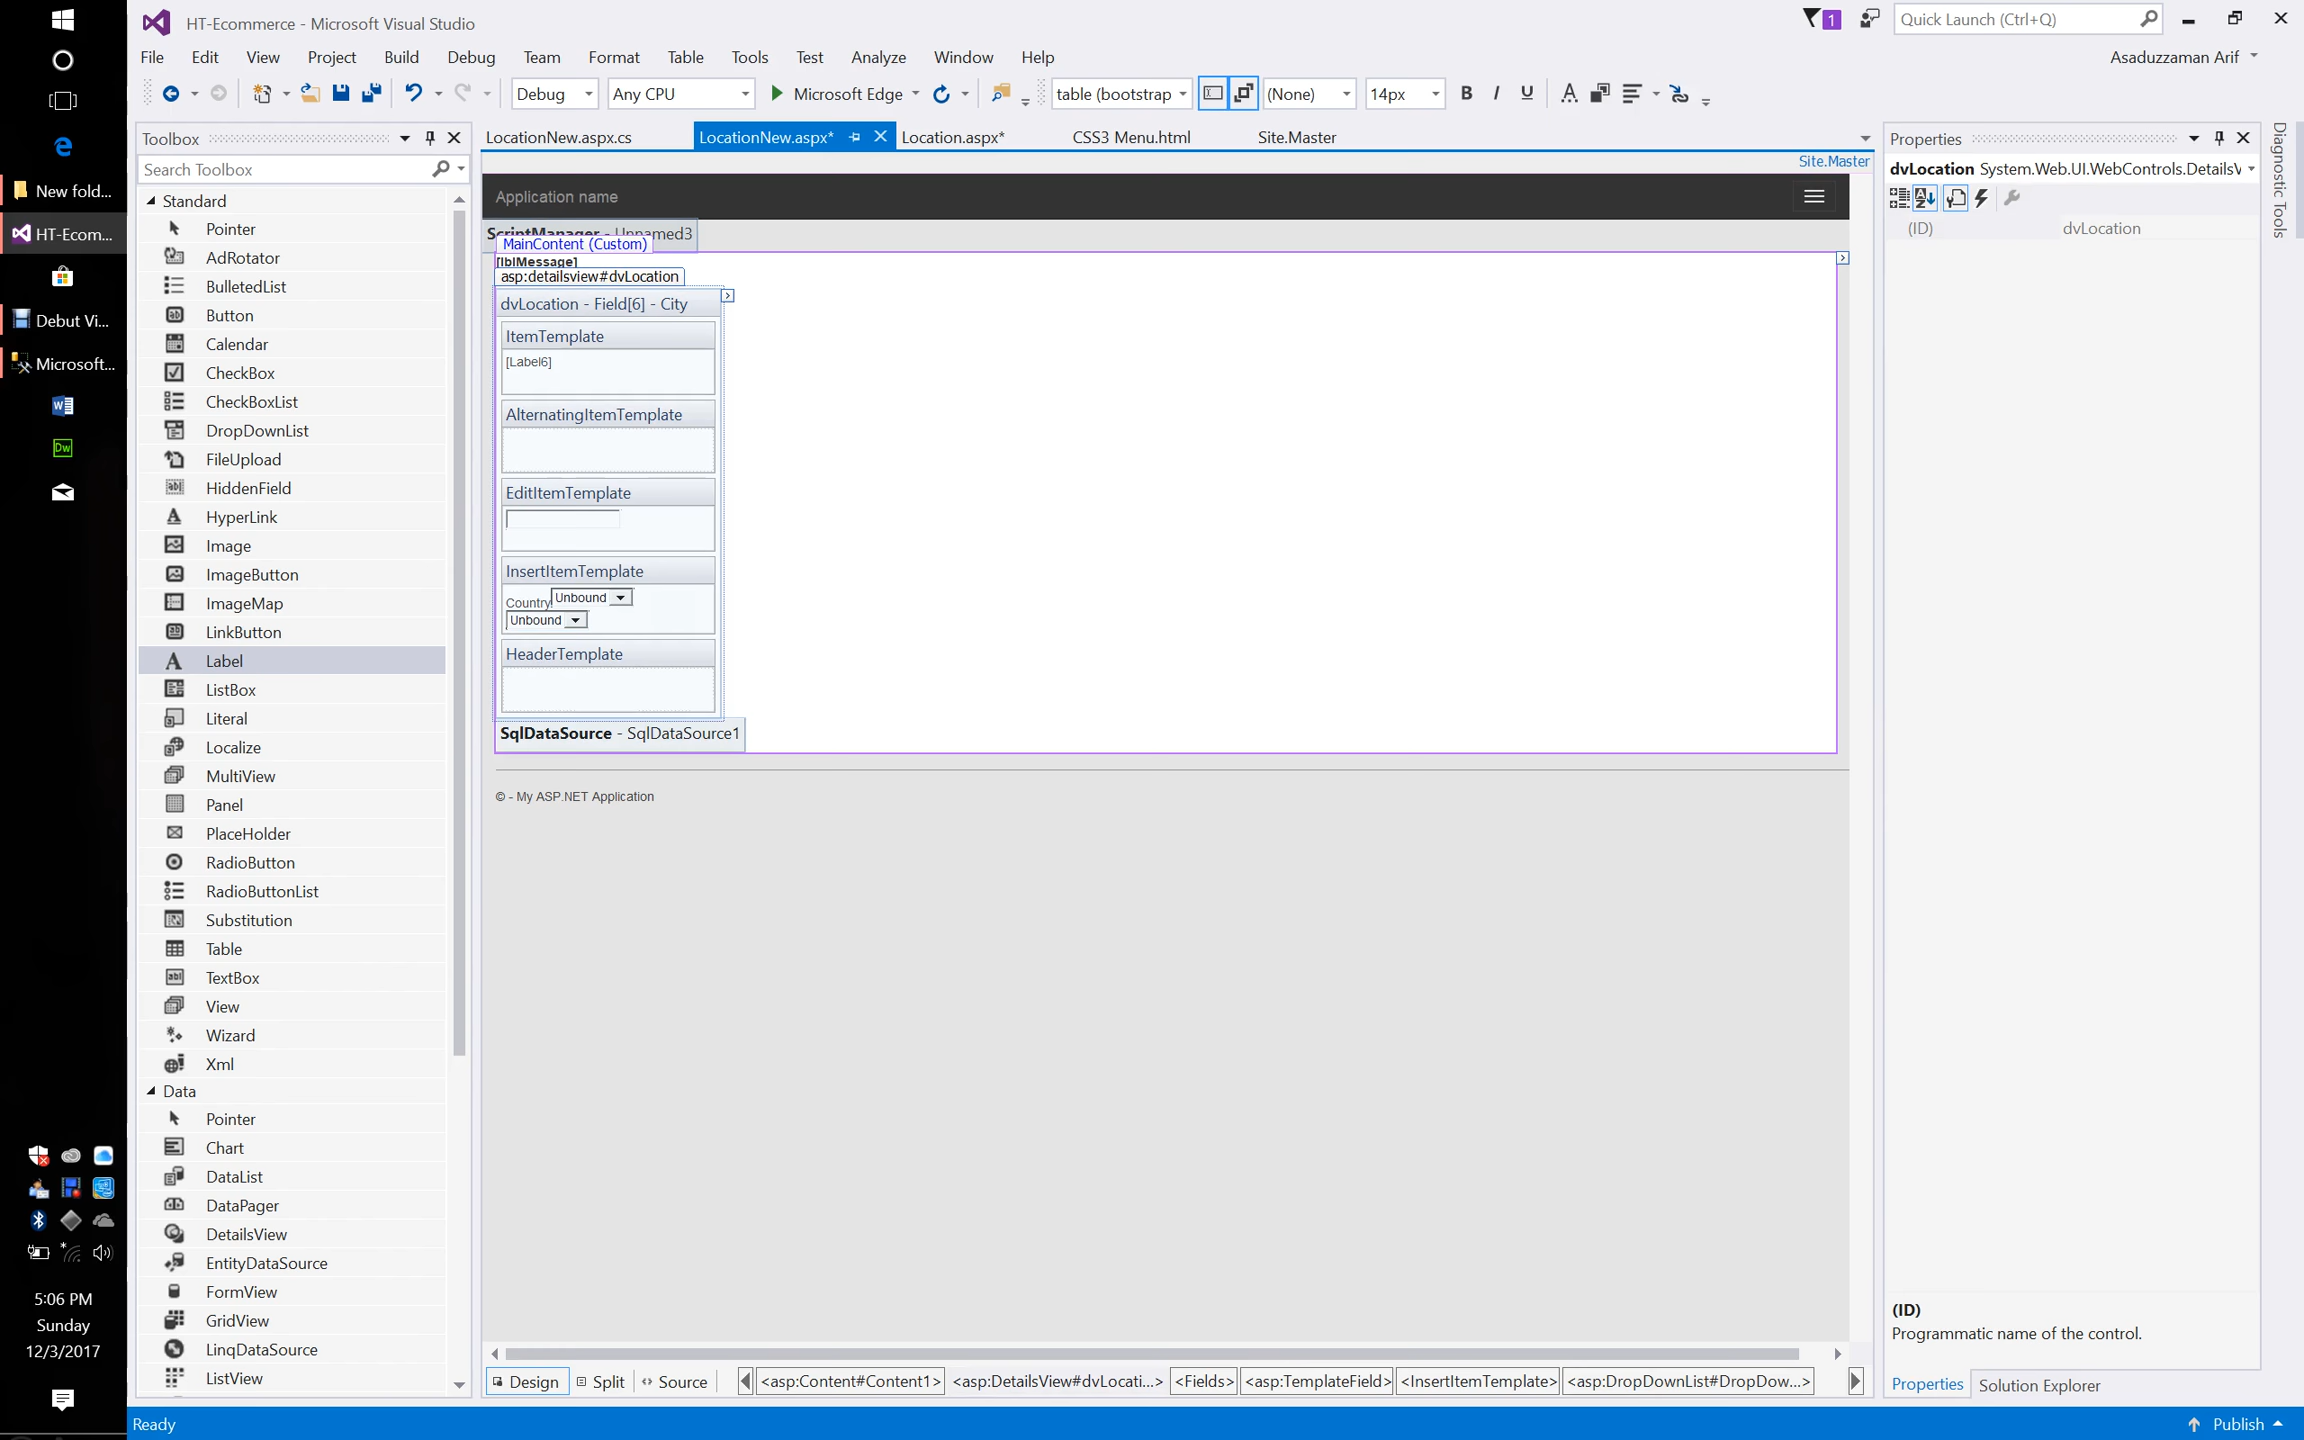 HT-Ecommerce - Microsoft Visual Studio
1
Quick Launch (Ctrl+Q)
File Edit View Project Build Debug Team Format Table Tools Test Analyze Window Help
Asaduzzaman Arif
Debug Any CPU Microsoft Edge table (bootstrap (None) 14px B I U
New fold...
HT-Ecom...
Debut Vi...
Microsoft...
Dw
5:06 PM
Sunday
12/3/2017
Toolbox
Search Toolbox
Standard
Pointer
AdRotator
BulletedList
Button
Calendar
CheckBox
CheckBoxList
DropDownList
FileUpload
HiddenField
HyperLink
Image
ImageButton
ImageMap
LinkButton
Label
ListBox
Literal
Localize
MultiView
Panel
PlaceHolder
RadioButton
RadioButtonList
Substitution
Table
TextBox
View
Wizard
Xml
Data
Pointer
Chart
DataList
DataPager
DetailsView
EntityDataSource
FormView
GridView
LinqDataSource
ListView
LocationNew.aspx.cs LocationNew.aspx* Location.aspx* CSS3 Menu.html Site.Master
Site.Master
Application name
ScriptManager - Unnamed3
MainContent (Custom)
[lblMessage]
asp:detailsview#dvLocation
dvLocation - Field[6] - City
ItemTemplate
[Label6]
AlternatingItemTemplate
EditItemTemplate
InsertItemTemplate
Country: Unbound
Unbound
HeaderTemplate
SqlDataSource - SqlDataSource1
© - My ASP.NET Application
Design Split Source <asp:Content#Content1> <asp:DetailsView#dvLocati...> <Fields> <asp:TemplateField> <InsertItemTemplate> <asp:DropDownList#DropDow...>
Properties
dvLocation System.Web.UI.WebControls.DetailsV
(ID) dvLocation
(ID)
Programmatic name of the control.
Properties Solution Explorer
Diagnostic Tools
Ready
Publish